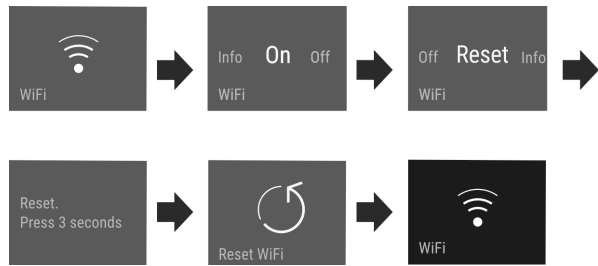 WiFi
Info On Off
WiFi
Off Reset Info
WiFi
Reset.
Press 3 seconds
Reset WiFi
WiFi